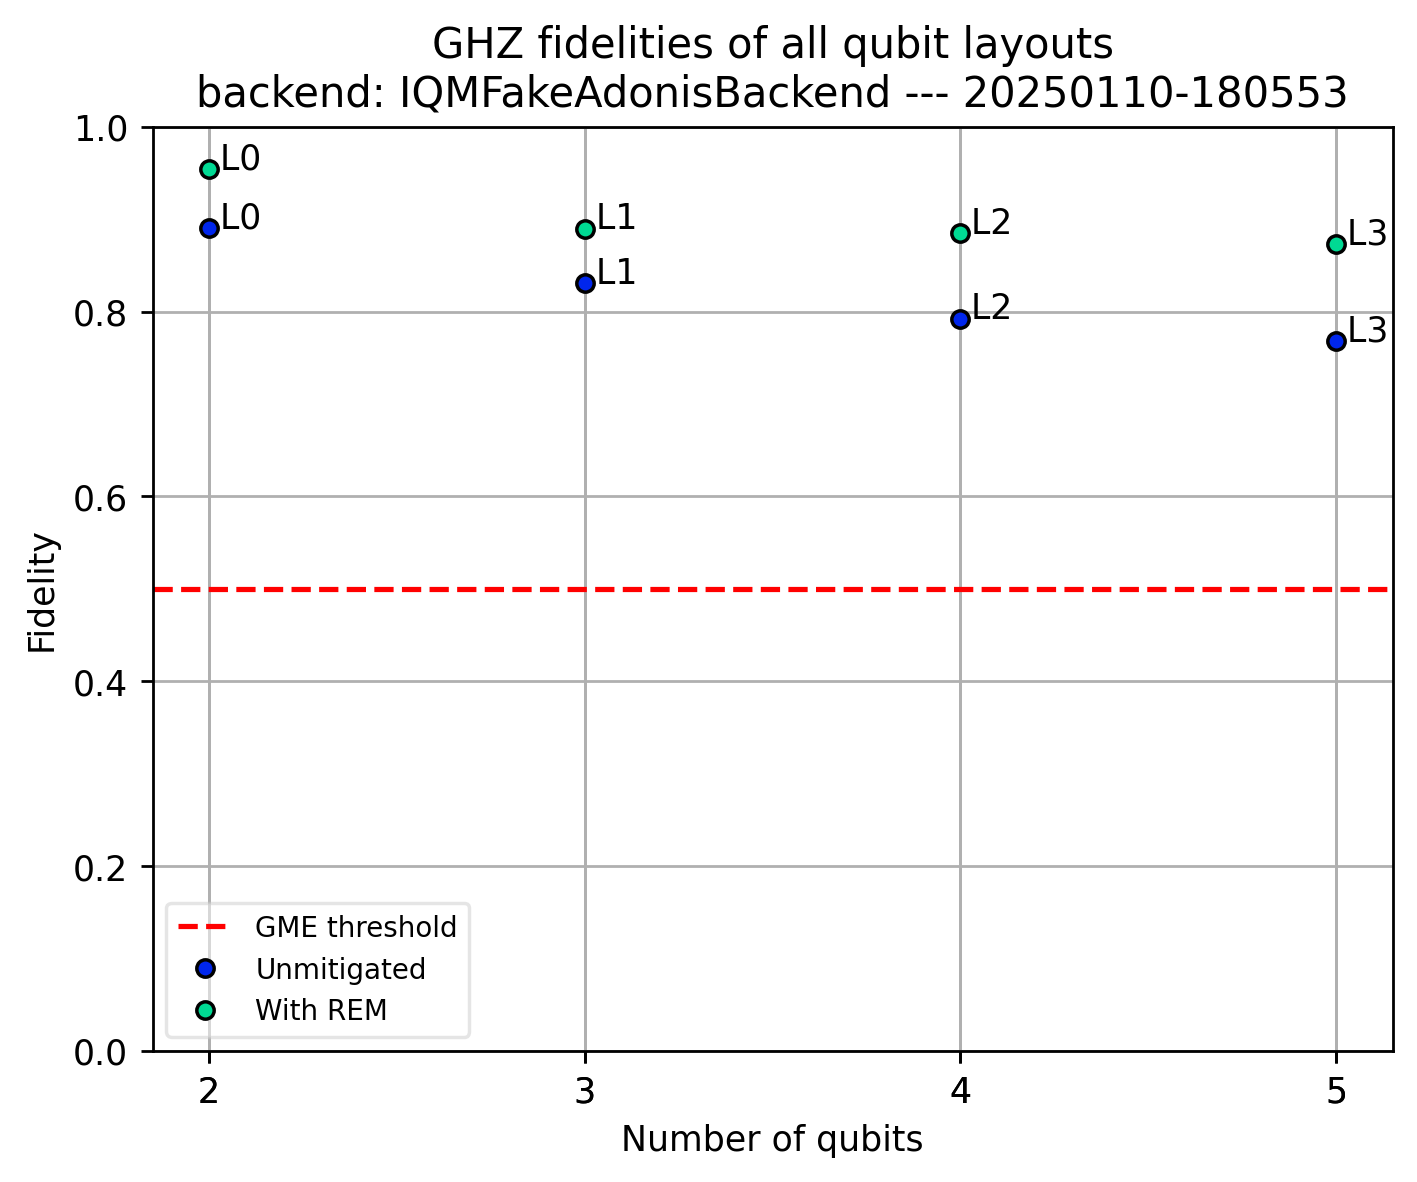 GHZ fidelities of all qubit layouts
backend: IQMFakeAdonisBackend --- 20250110-180553
1.0
0.8
0.6
0.4
0.2
0.0
Fidelity
L0
L0
L1
L1
L2
L2
L3
L3
GME threshold
Unmitigated
With REM
2 3 4 5
Number of qubits